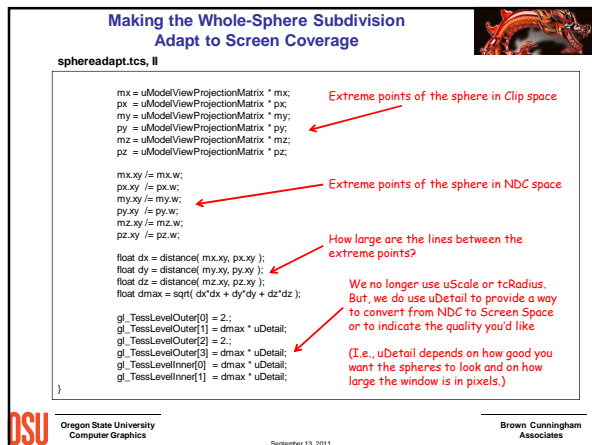 Making the Whole-Sphere Subdivision
Adapt to Screen Coverage
sphereadapt.tcs, II
mx = uModelViewProjectionMatrix * mx;
px = uModelViewProjectionMatrix * px;
my = uModelViewProjectionMatrix * my;
py = uModelViewProjectionMatrix * py;
mz = uModelViewProjectionMatrix * mz;
pz = uModelViewProjectionMatrix * pz;
Extreme points of the sphere in Clip space
mx.xy /= mx.w;
px.xy /= px.w;
my.xy /= my.w;
py.xy /= py.w;
mz.xy /= mz.w;
pz.xy /= pz.w;
Extreme points of the sphere in NDC space
float dx = distance( mx.xy, px.xy );
float dy = distance( my.xy, py.xy );
float dz = distance( mz.xy, pz.xy );
float dmax = sqrt( dx*dx + dy*dy + dz*dz );
How large are the lines between the
extreme points?
gl_TessLevelOuter[0] = 2.;
gl_TessLevelOuter[1] = dmax * uDetail;
gl_TessLevelOuter[2] = 2.;
gl_TessLevelOuter[3] = dmax * uDetail;
gl_TessLevelInner[0] = dmax * uDetail;
gl_TessLevelInner[1] = dmax * uDetail;
}
We no longer use uScale or tcRadius.
But, we do use uDetail to provide a way
to convert from NDC to Screen Space
or to indicate the quality you'd like
(I.e., uDetail depends on how good you
want the spheres to look and on how
large the window is in pixels.)
OSU
Oregon State University
Computer Graphics
September 13, 2011
Brown Cunningham
Associates